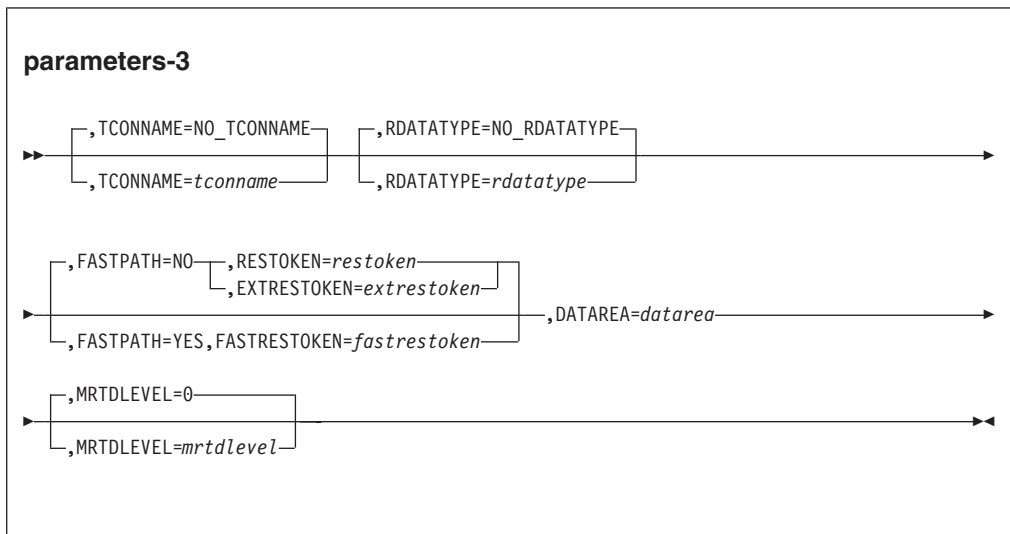 parameters-3
,TCONNAME=NO_TCONNAME ,RDATATYPE=NO_RDATATYPE
,TCONNAME=tconname ,RDATATYPE=rdatatype
,FASTPATH=NO ,RESTOKEN=restoken
,EXTRESTOKEN=extrestoken
,DATAREA=datarea
,FASTPATH=YES,FASTRESTOKEN=fastrestoken
,MRTDLEVEL=0
,MRTDLEVEL=mrtdlevel